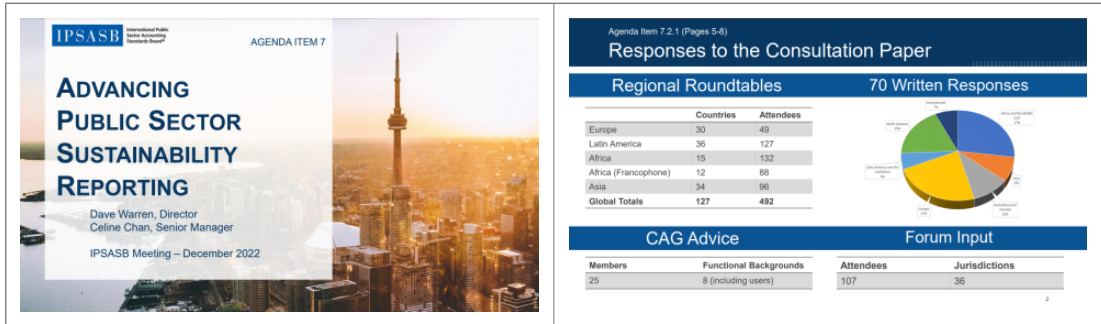 IPSASB
International Public
Sector Accounting
Standards Board®
AGENDA ITEM 7
ADVANCING
PUBLIC SECTOR
SUSTAINABILITY
REPORTING
Dave Warren, Director
Celine Chan, Senior Manager
IPSASB Meeting – December 2022
Agenda Item 7.2.1 (Pages 5-8)
Responses to the Consultation Paper
Regional Roundtables
Countries Attendees
Europe 30 49
Latin America 36 127
Africa 15 132
Africa (Francophone) 12 88
Asia 34 96
Global Totals 127 492
70 Written Responses
International
North America
Europe
CAG Advice
Members Functional Backgrounds
25 8 (including users)
Forum Input
Attendees Jurisdictions
107 36
2